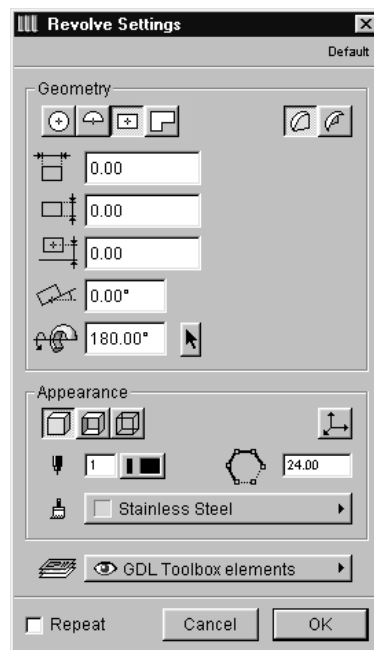 Revolve Settings
Default
Geometry
0.00
0.00
0.00
0.00°
180.00°
Appearance
1
24.00
Stainless Steel
GDL Toolbox elements
Repeat
Cancel
OK